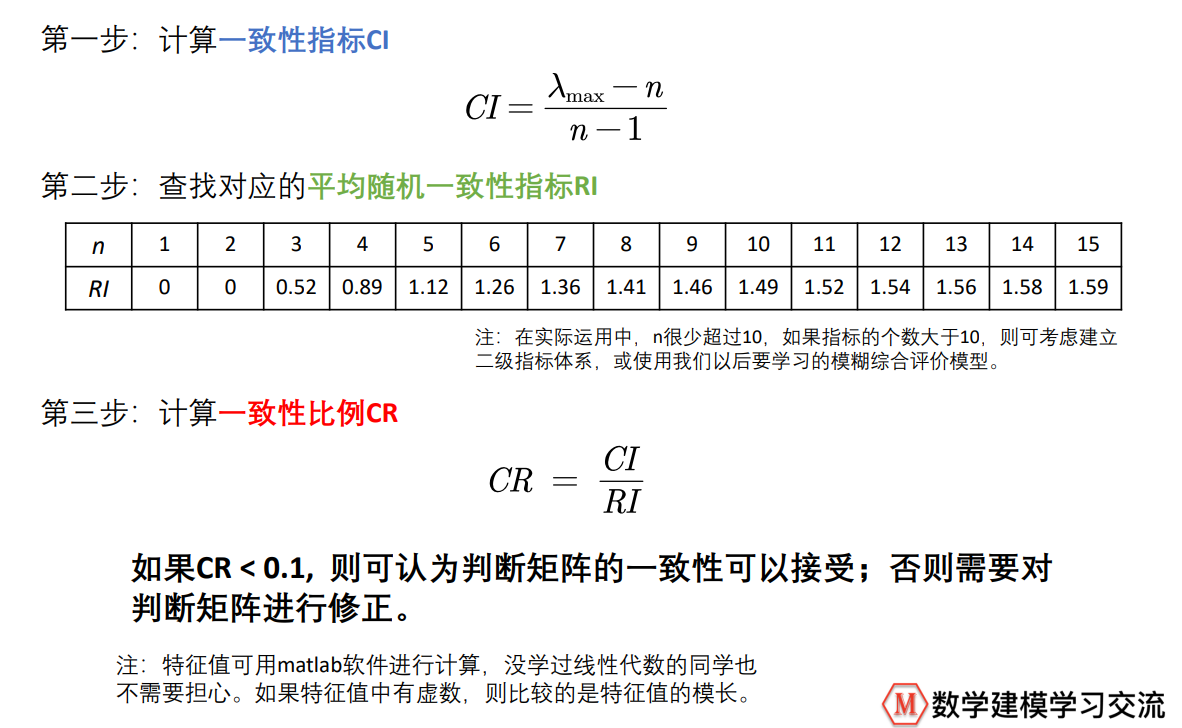 第一步：计算一致性指标CI
CI = \frac{λ_{max} - n}{n - 1}
第二步：查找对应的平均随机一致性指标RI
n 1 2 3 4 5 6 7 8 9 10 11 12 13 14 15
RI 0 0 0.52 0.89 1.12 1.26 1.36 1.41 1.46 1.49 1.52 1.54 1.56 1.58 1.59
注：在实际运用中，n很少超过10，如果指标的个数大于10，则可考虑建立
二级指标体系，或使用我们以后要学习的模糊综合评价模型。
第三步：计算一致性比例CR
CR = \frac{CI}{RI}
如果CR < 0.1, 则可认为判断矩阵的一致性可以接受；否则需要对
判断矩阵进行修正。
注：特征值可用matlab软件进行计算，没学过线性代数的同学也
不需要担心。如果特征值中有虚数，则比较的是特征值的模长。
M 数学建模学习交流